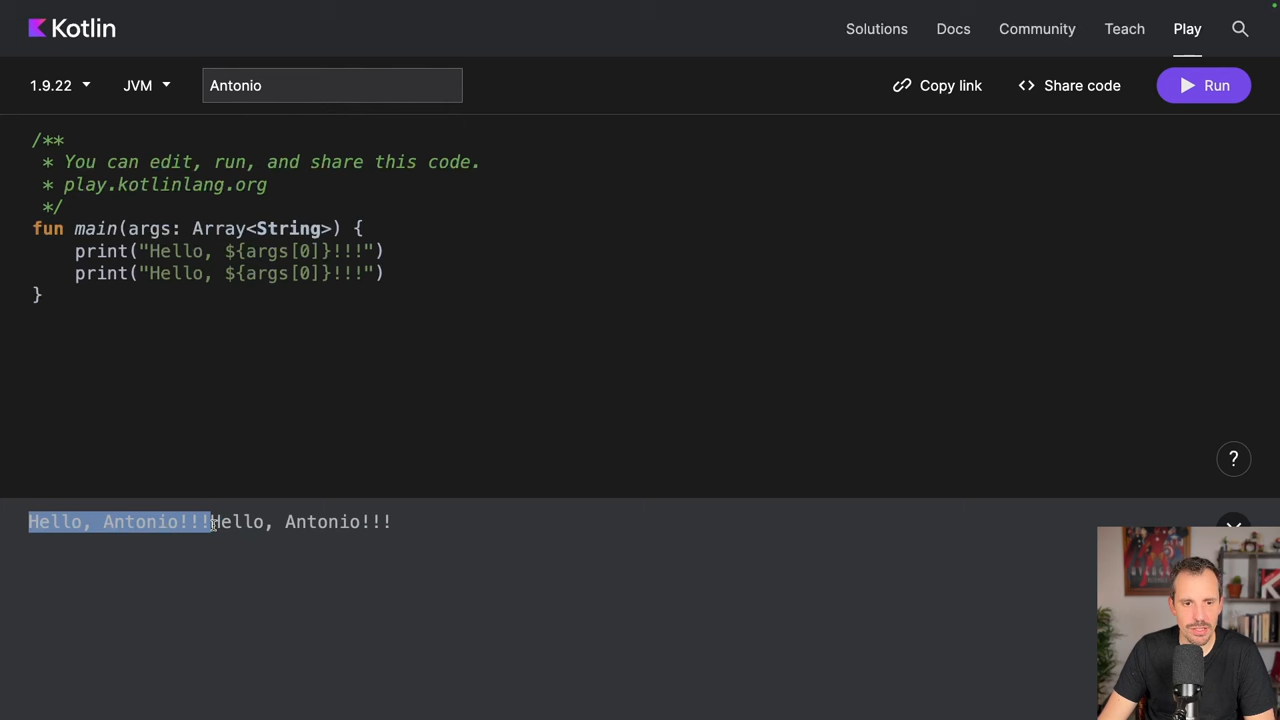 Kotlin
Solutions Docs Community Teach Play
1.9.22 JVM Antonio Copy link Share code Run
/**
* You can edit, run, and share this code.
* play.kotlinlang.org
*/
fun main(args: Array<String>) {
print("Hello, ${args[0]}!!!")
print("Hello, ${args[0]}!!!")
}
?
Hello, Antonio!!!Hello, Antonio!!!